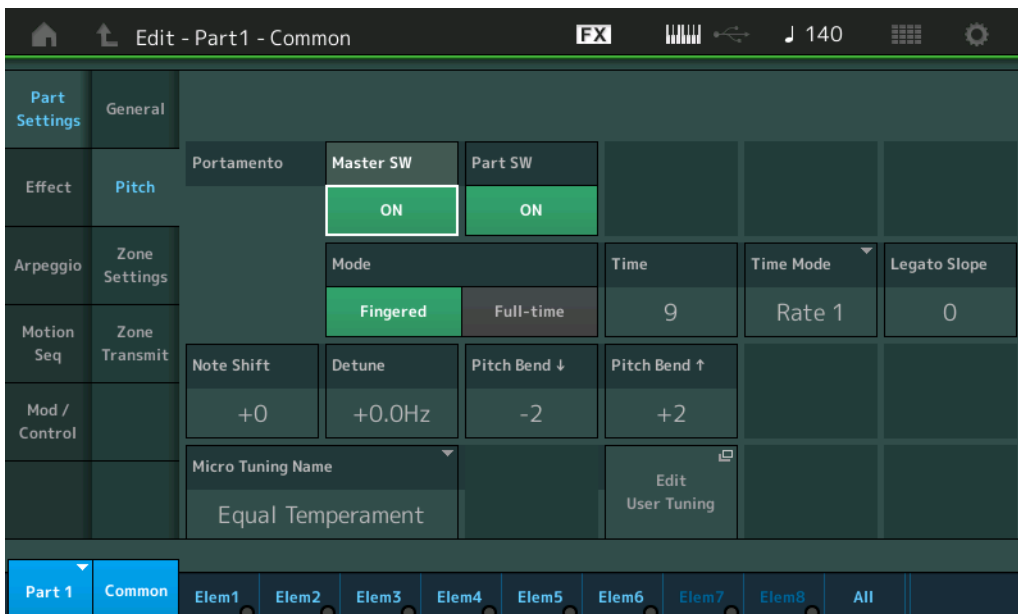 Edit - Part1 - Common FX 140
Part Settings
General
Effect
Pitch
Arpeggio
Zone Settings
Motion Seq
Zone Transmit
Mod / Control
Portamento
Master SW
ON
Part SW
ON
Mode
Fingered Full-time
Time
9
Time Mode
Rate 1
Legato Slope
0
Note Shift
+0
Detune
+0.0Hz
Pitch Bend ↓
-2
Pitch Bend ↑
+2
Micro Tuning Name
Equal Temperament
Edit
User Tuning
Part 1 Common Elem1 Elem2 Elem3 Elem4 Elem5 Elem6 Elem7 Elem8 All